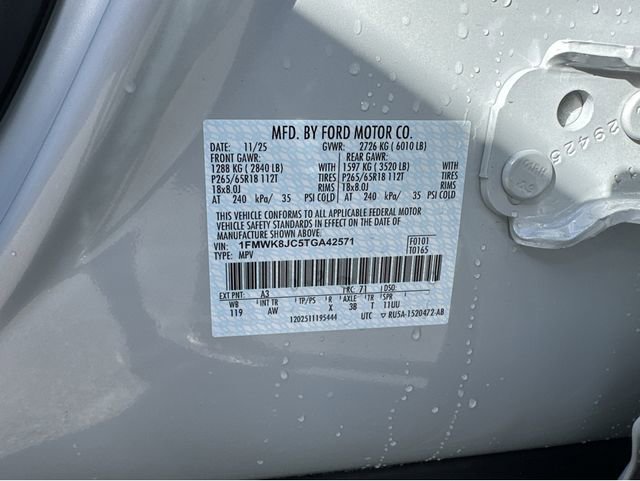 MFD. BY FORD MOTOR CO.
DATE: 11/25 GVWR: 2726 KG ( 6010 LB)
FRONT GAWR: REAR GAWR:
1288 KG ( 2840 LB) WITH 1597 KG ( 3520 LB) WITH
P265/65R18 112T TIRES P265/65R18 112T TIRES
18x8.0J RIMS 18x8.0J RIMS
AT 240 kPa/ 35 PSI COLD AT 240 kPa/ 35 PSI COLD
THIS VEHICLE CONFORMS TO ALL APPLICABLE FEDERAL MOTOR
VEHICLE SAFETY STANDARDS IN EFFECT ON THE DATE OF
MANUFACTURE SHOWN ABOVE.
VIN: 1FMWK8JC5TGA42571 F0101
TYPE: MPV T0165
EXT PNT: A3 RC: 71 DSO:
WB INT TR TP/PS R AXLE TR SPR
119 AW X 38 T 11UU
1202511195444 UTC ▽ RU5A-1520472-AB
29425